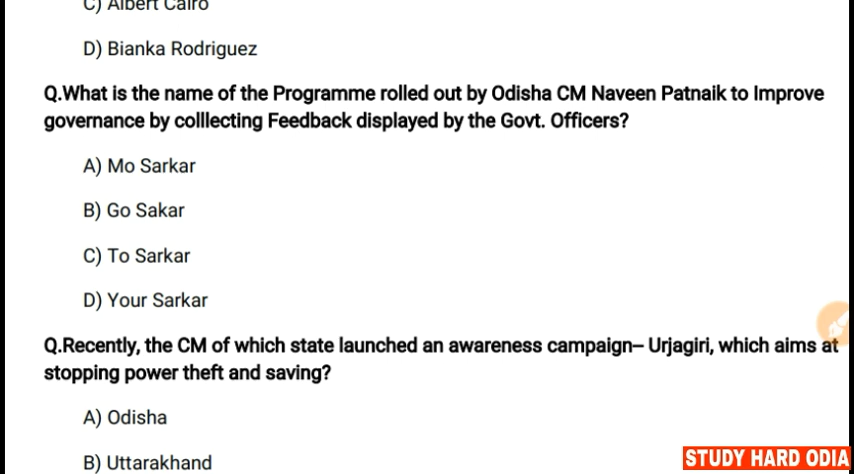 C) Albert Cairo
D) Bianka Rodriguez
Q.What is the name of the Programme rolled out by Odisha CM Naveen Patnaik to Improve
governance by colllecting Feedback displayed by the Govt. Officers?
A) Mo Sarkar
B) Go Sakar
C) To Sarkar
D) Your Sarkar
Q.Recently, the CM of which state launched an awareness campaign– Urjagiri, which aims at
stopping power theft and saving?
A) Odisha
B) Uttarakhand
STUDY HARD ODIA